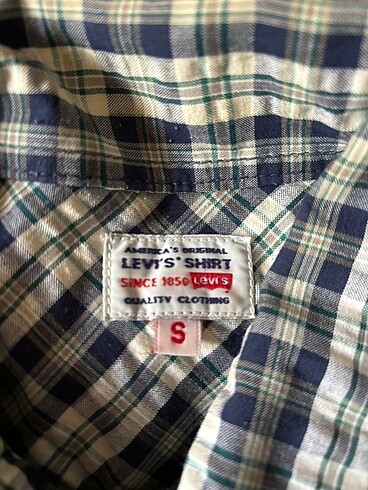 AMERICA'S ORIGINAL
LEVI'S® SHIRT
SINCE 1850 Levi's
QUALITY CLOTHING
S